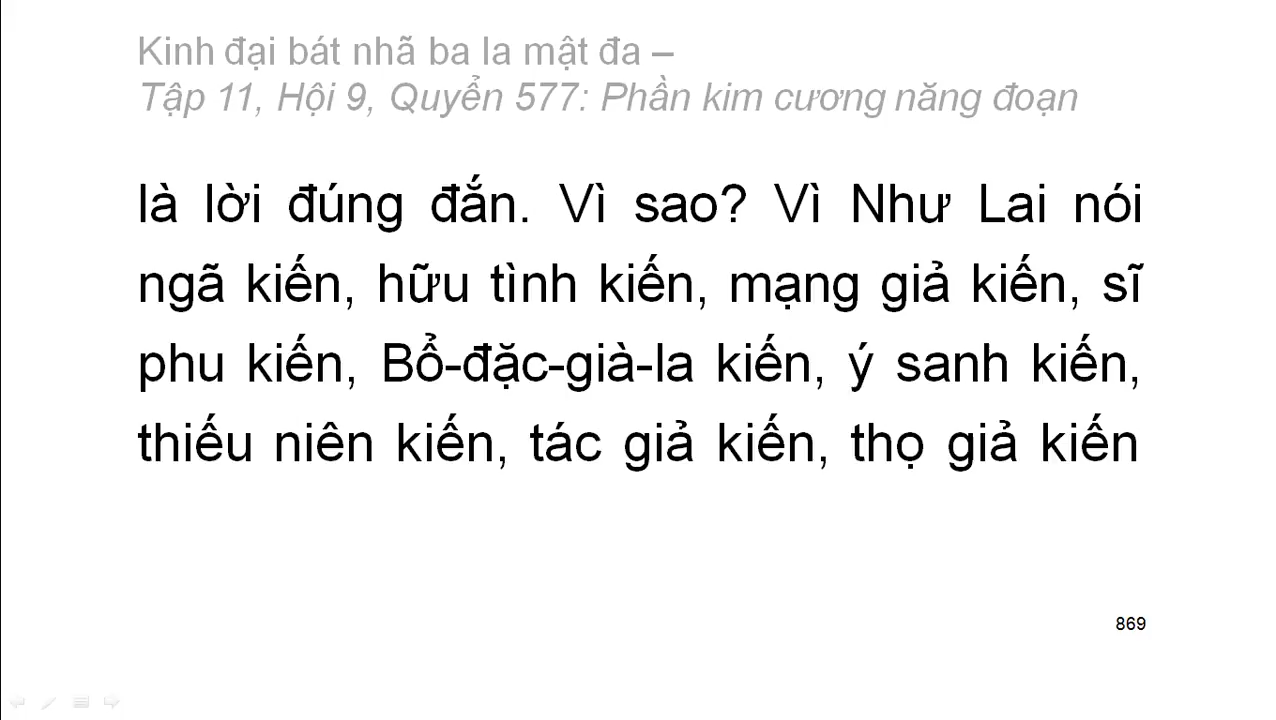 Kinh đại bát nhã ba la mật đa –
Tập 11, Hội 9, Quyển 577: Phần kim cương năng đoạn
là lời đúng đắn. Vì sao? Vì Như Lai nói
ngã kiến, hữu tình kiến, mạng giả kiến, sĩ
phu kiến, Bổ-đặc-già-la kiến, ý sanh kiến,
thiếu niên kiến, tác giả kiến, thọ giả kiến
869